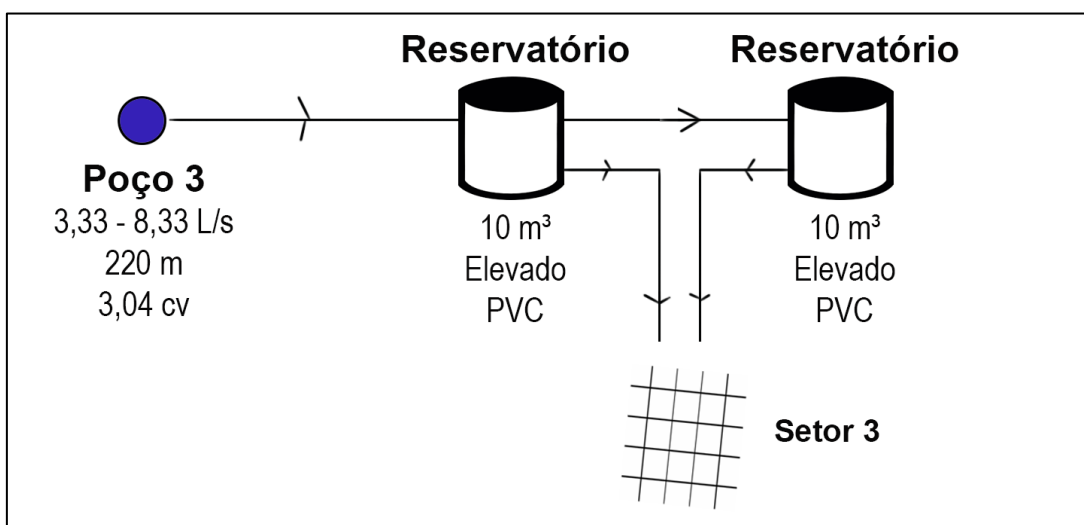 Reservatório
Reservatório
Poço 3
3,33 - 8,33 L/s
220 m
3,04 cv
10 m³
Elevado
PVC
10 m³
Elevado
PVC
Setor 3